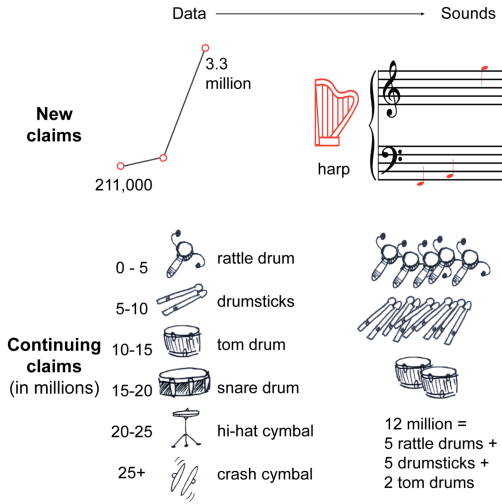 Data Sounds
3.3
million
New
claims
harp
211,000
0 - 5 rattle drum
5-10 drumsticks
10-15 tom drum
Continuing
claims
(in millions)
15-20 snare drum
20-25 hi-hat cymbal
25+ crash cymbal
12 million =
5 rattle drums +
5 drumsticks +
2 tom drums